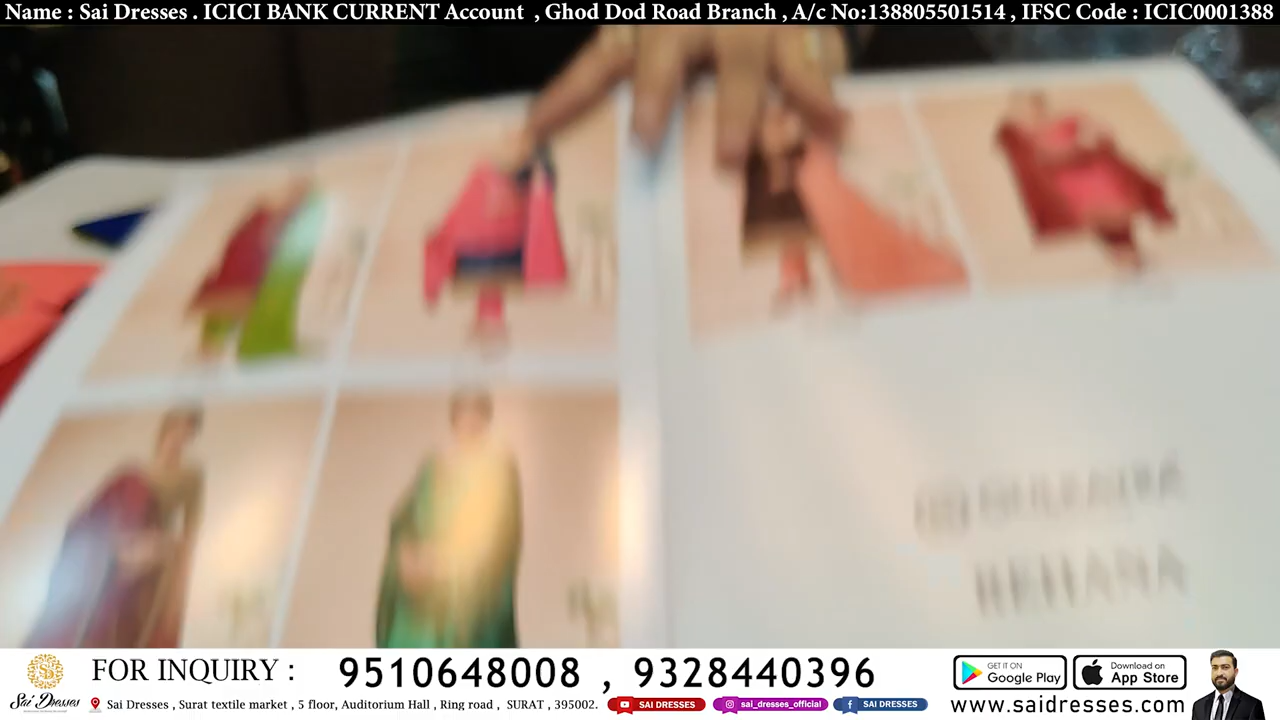 Name : Sai Dresses . ICICI BANK CURRENT Account , Ghod Dod Road Branch , A/c No:138805501514 , IFSC Code : ICIC0001388
REHANA
FOR INQUIRY : 9510648008 , 9328440396
GET IT ON
Google Play
Download on
App Store
Sai Dresses
Sai Dresses , Surat textile market , 5 floor, Auditorium Hall , Ring road , SURAT , 395002.
SAI DRESSES
sai_dresses_official
SAI DRESSES
www.saidresses.com